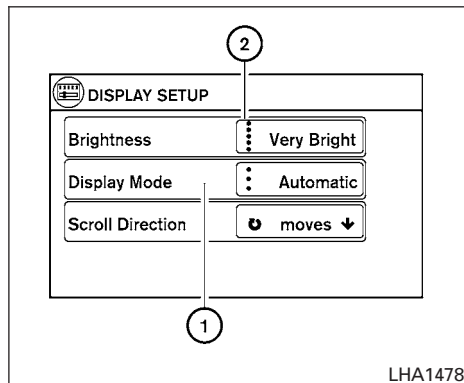 2
DISPLAY SETUP
Brightness Very Bright
Display Mode Automatic
Scroll Direction moves
1
LHA1478